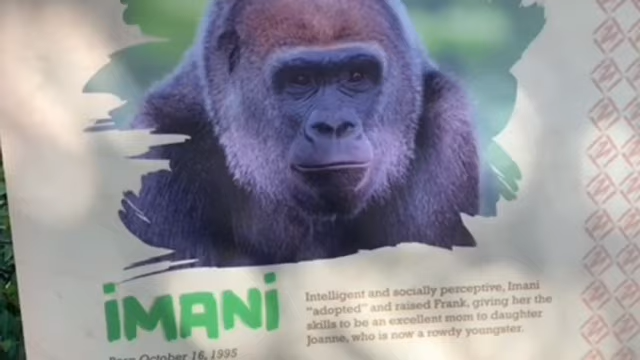 iMANi
Born October 16, 1995
Intelligent and socially perceptive, Imani
"adopted" and raised Frank, giving her the
skills to be an excellent mom to daughter
Joanne, who is now a rowdy youngster.